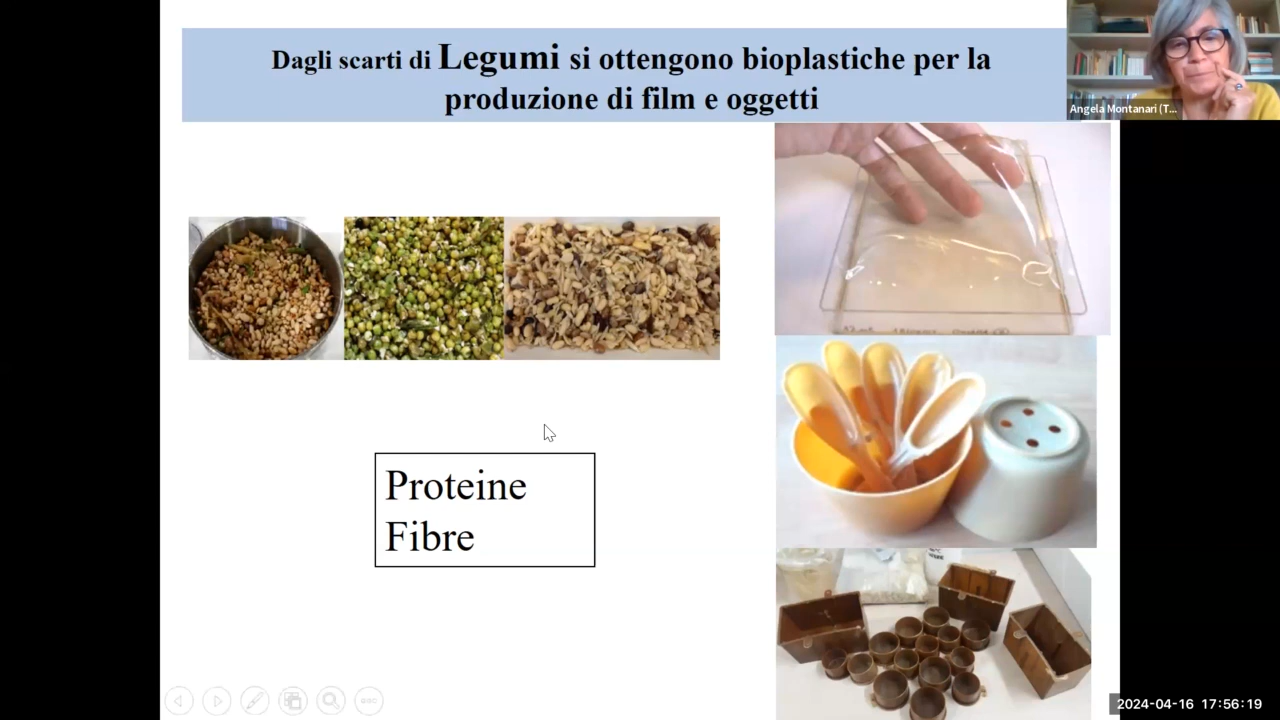 Dagli scarti di Legumi si ottengono bioplastiche per la
produzione di film e oggetti
Angela Montanari (T...
Proteine
Fibre
2024-04-16 17:56:19